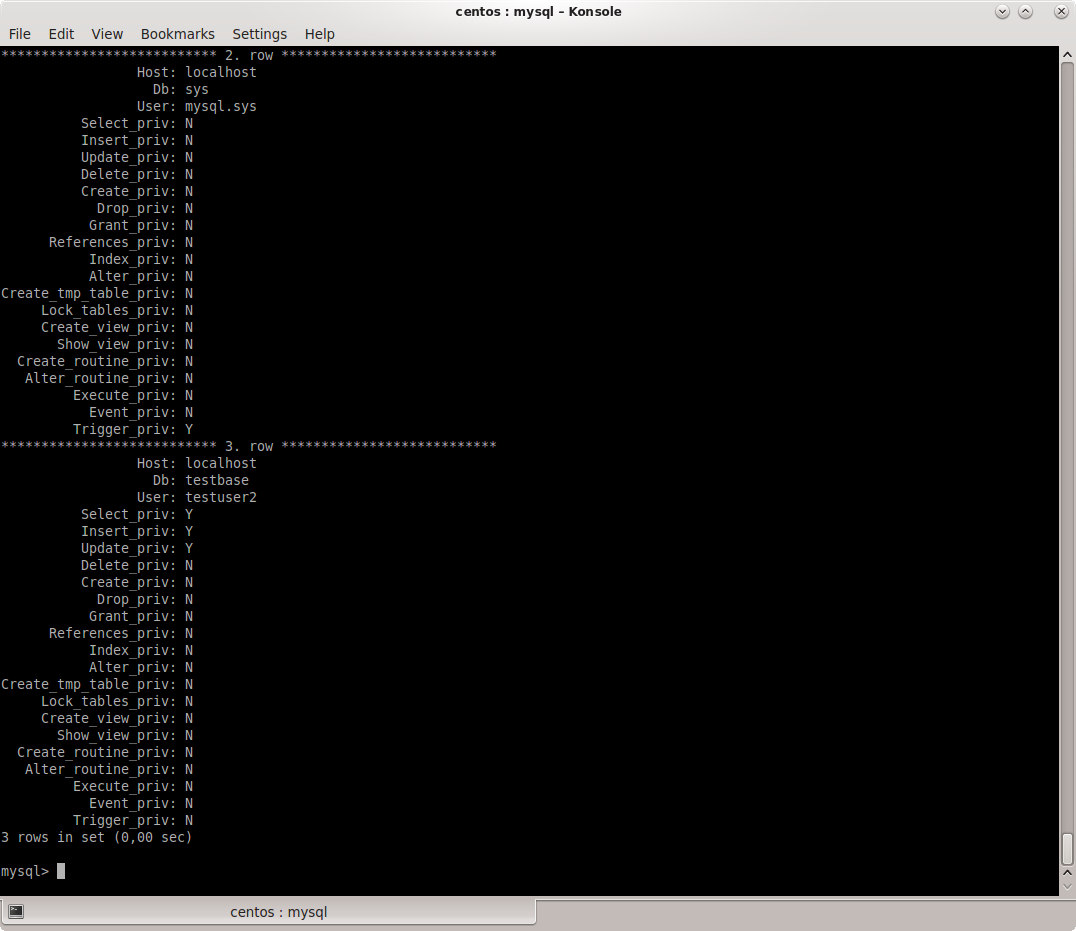 centos : mysql – Konsole
File Edit View Bookmarks Settings Help
*************************** 2. row ***************************
Host: localhost
Db: sys
User: mysql.sys
Select_priv: N
Insert_priv: N
Update_priv: N
Delete_priv: N
Create_priv: N
Drop_priv: N
Grant_priv: N
References_priv: N
Index_priv: N
Alter_priv: N
Create_tmp_table_priv: N
Lock_tables_priv: N
Create_view_priv: N
Show_view_priv: N
Create_routine_priv: N
Alter_routine_priv: N
Execute_priv: N
Event_priv: N
Trigger_priv: Y
*************************** 3. row ***************************
Host: localhost
Db: testbase
User: testuser2
Select_priv: Y
Insert_priv: Y
Update_priv: Y
Delete_priv: N
Create_priv: N
Drop_priv: N
Grant_priv: N
References_priv: N
Index_priv: N
Alter_priv: N
Create_tmp_table_priv: N
Lock_tables_priv: N
Create_view_priv: N
Show_view_priv: N
Create_routine_priv: N
Alter_routine_priv: N
Execute_priv: N
Event_priv: N
Trigger_priv: N
3 rows in set (0,00 sec)
mysql>
centos : mysql